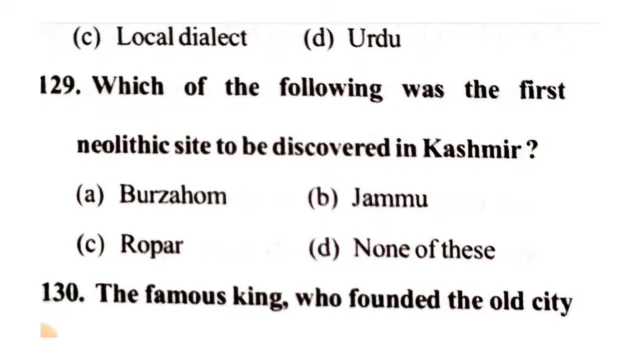 (c) Local dialect (d) Urdu
129. Which of the following was the first
neolithic site to be discovered in Kashmir ?
(a) Burzahom (b) Jammu
(c) Ropar (d) None of these
130. The famous king, who founded the old city